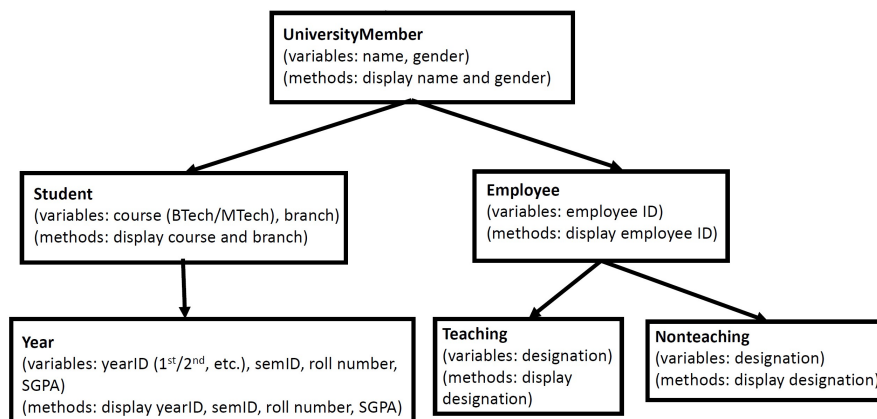 UniversityMember
(variables: name, gender)
(methods: display name and gender)
Student
(variables: course (BTech/MTech), branch)
(methods: display course and branch)
Employee
(variables: employee ID)
(methods: display employee ID)
Year
(variables: yearID (1st/2nd, etc.), semID, roll number,
SGPA)
(methods: display yearID, semID, roll number, SGPA)
Teaching
(variables: designation)
(methods: display
designation)
Nonteaching
(variables: designation)
(methods: display designation)